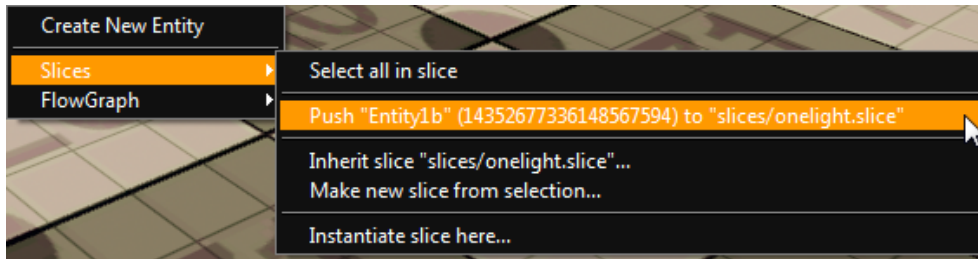 Create New Entity
Slices
FlowGraph
Select all in slice
Push "Entity1b" (14352677336148567594) to "slices/onelight.slice"
Inherit slice "slices/onelight.slice"...
Make new slice from selection...
Instantiate slice here...